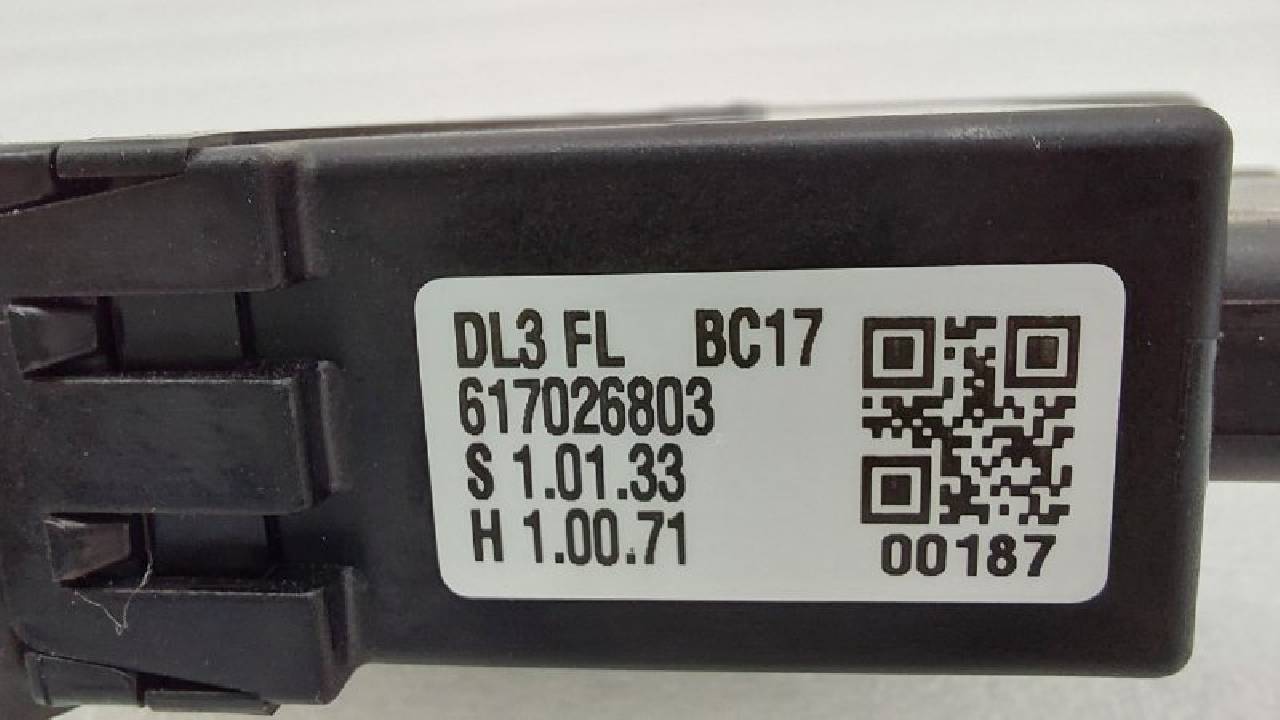 DL3 FL BC17
617026803
S 1.01.33
H 1.00.71
00187